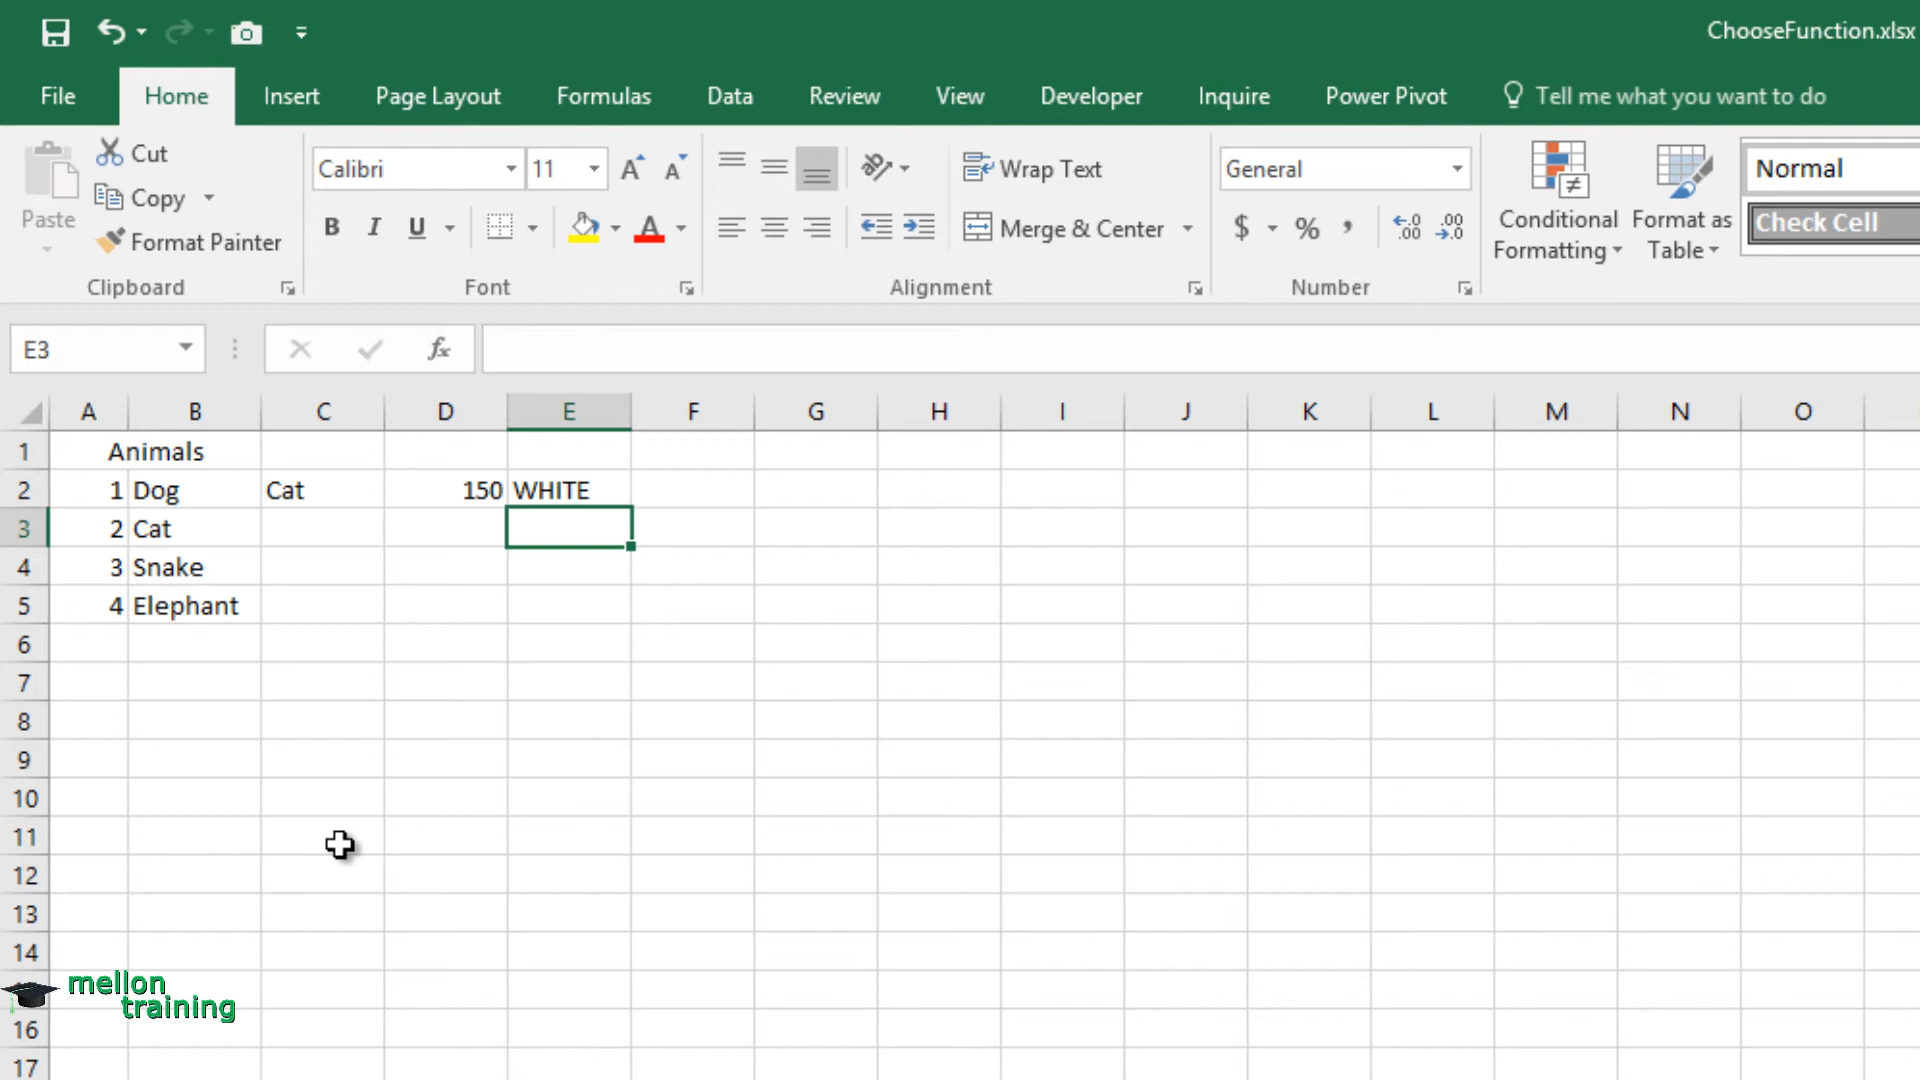 ChooseFunction.xlsx
File Home Insert Page Layout Formulas Data Review View Developer Inquire Power Pivot Tell me what you want to do
Paste
Cut
Copy
Format Painter
Clipboard
Calibri 11
B I U A
Font
Wrap Text
Merge & Center
Alignment
General
$ % ,
Number
Conditional
Formatting
Format as
Table
Normal
Check Cell
E3 fx
A B C D E F G H I J K L M N O
1 Animals
2 1 Dog Cat 150 WHITE
3 2 Cat
4 3 Snake
5 4 Elephant
6
7
8
9
10
11
12
13
14
16
17
mellon
training